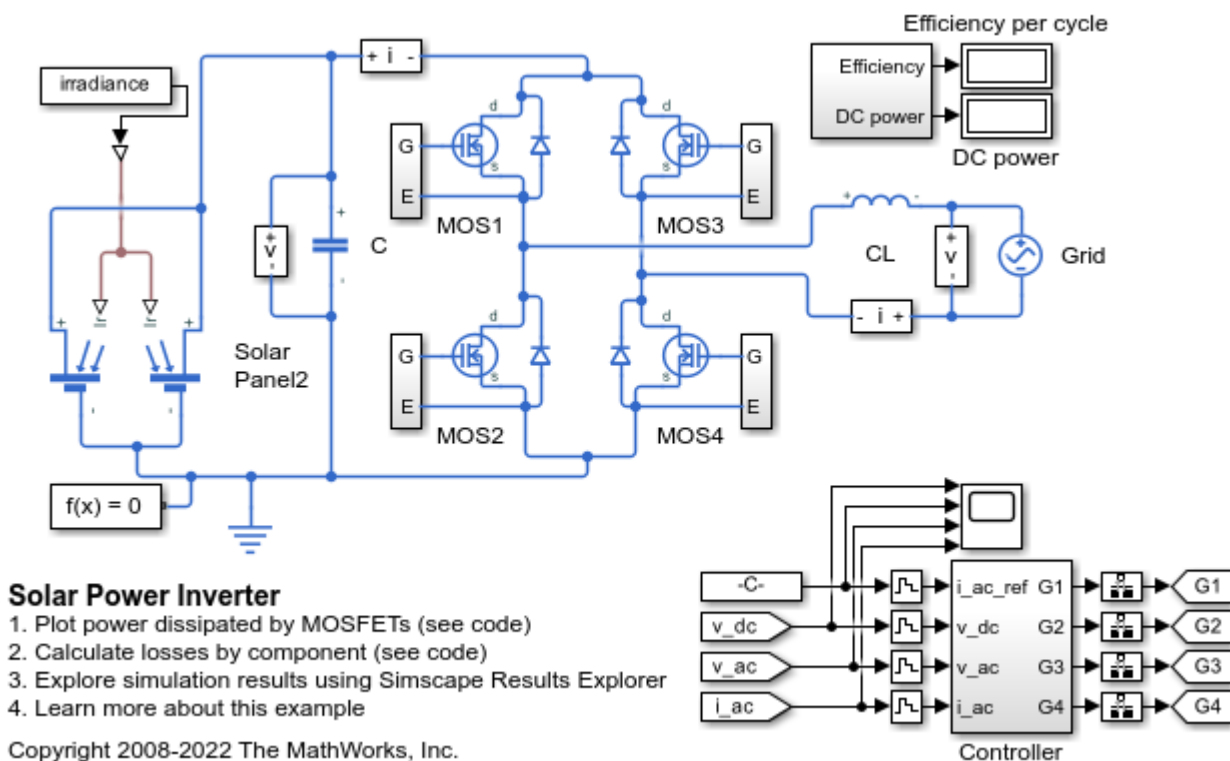 Efficiency per cycle
irradiance
+ i -
Efficiency
DC power
DC power
d
d
G
G
s
s
E
E
MOS1
MOS3
+
v
-
+
C
-
+
-
CL
+
v
-
Grid
- i +
Ir
Ir
+
+
-
-
Solar
Panel2
d
d
G
G
s
s
E
E
MOS2
MOS4
f(x) = 0
Solar Power Inverter
1. Plot power dissipated by MOSFETs (see code)
2. Calculate losses by component (see code)
3. Explore simulation results using Simscape Results Explorer
4. Learn more about this example
Copyright 2008-2022 The MathWorks, Inc.
-C-
i_ac_ref
G1
G1
v_dc
v_dc
G2
G2
v_ac
v_ac
G3
G3
i_ac
i_ac
G4
G4
Controller